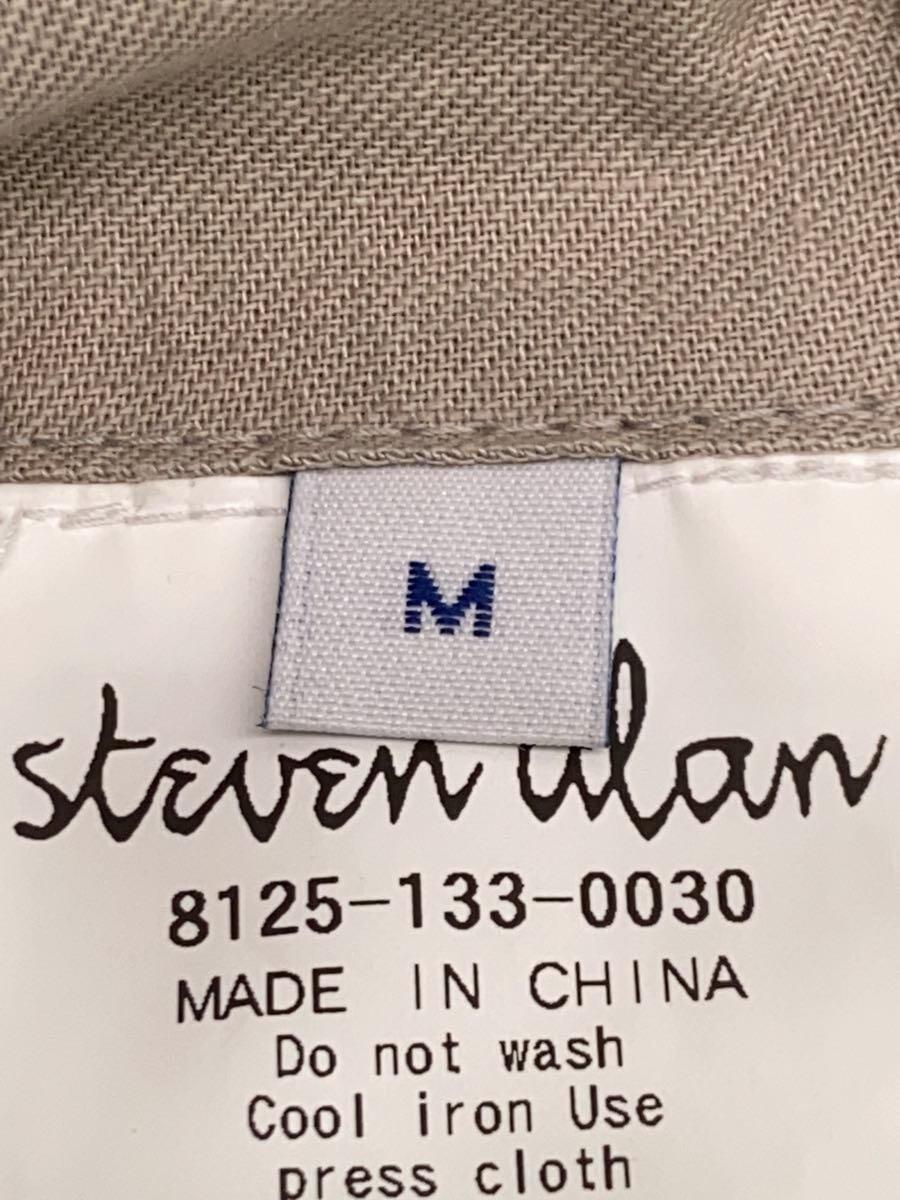 M
steven alan
8125-133-0030
MADE IN CHINA
Do not wash
Cool iron Use
press cloth